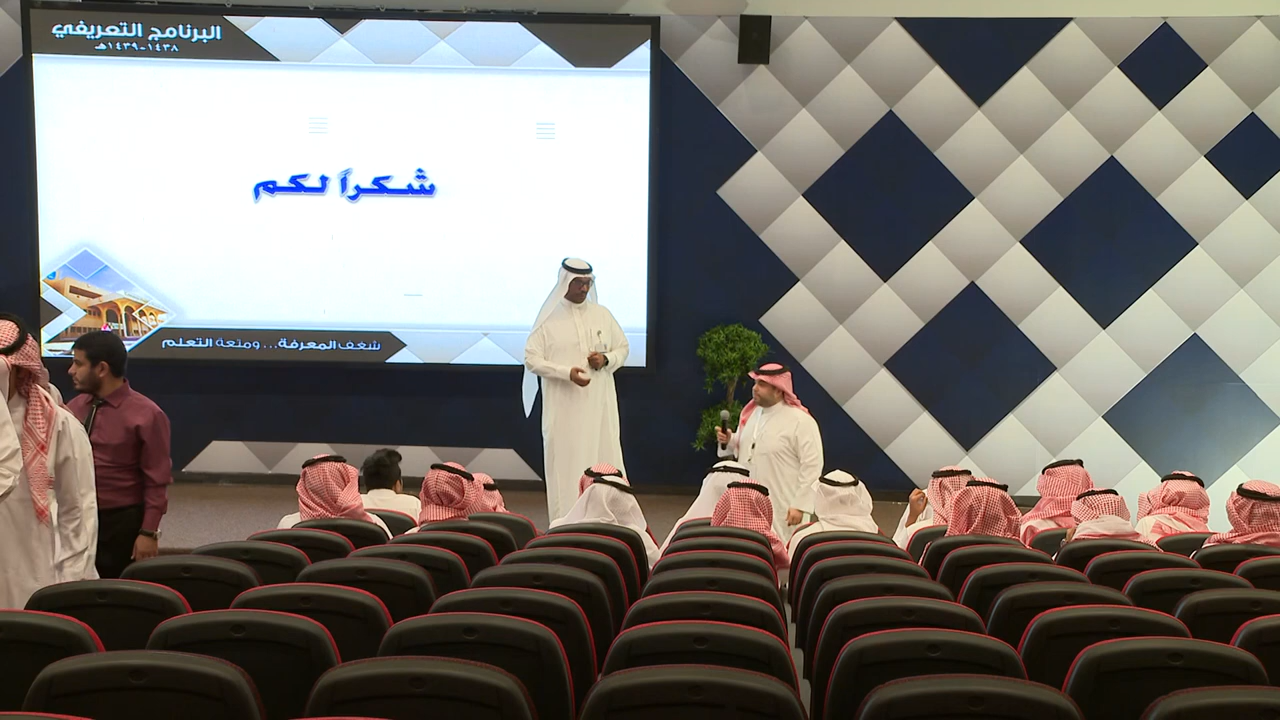 البرنامج التعريفي
١٤٣٨-١٤٣٩هـ
شكراً لكم
شغف المعرفة... ومتعة التعلم